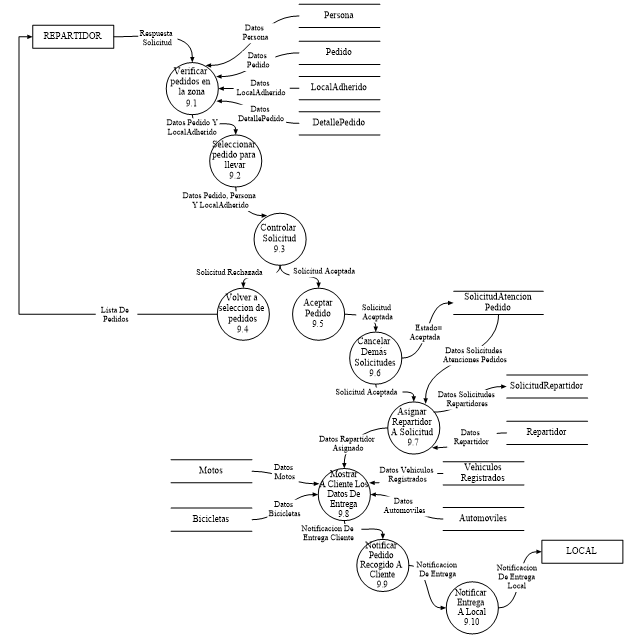 REPARTIDOR
Respuesta
Solicitud
Datos
Persona
Persona
Datos
Pedido
Pedido
Verificar
pedidos en
la zona
9.1
Datos
LocalAdherido
LocalAdherido
Datos
DetallePedido
DetallePedido
Datos Pedido Y
LocalAdherido
Seleccionar
pedido para
llevar
9.2
Datos Pedido, Persona
Y LocalAdherido
Controlar
Solicitud
9.3
Solicitud Rechazada
Solicitud Aceptada
Lista De
Pedidos
Volver a
seleccion de
pedidos
9.4
Aceptar
Pedido
9.5
Solicitud
Aceptada
SolicitudAtencion
Pedido
Estado=
Aceptada
Cancelar
Demás
Solicitudes
9.6
Datos Solicitudes
Atenciones Pedidos
Solicitud Aceptada
Datos Solicitudes
Repartidores
SolicitudRepartidor
Asignar
Repartidor
A Solicitud
9.7
Datos
Repartidor
Repartidor
Datos Repartidor
Asignado
Motos
Datos
Motos
Mostrar
A Cliente Los
Datos De
Entrega
9.8
Datos Vehiculos
Registrados
Vehiculos
Registrados
Bicicletas
Datos
Bicicletas
Datos
Automoviles
Automoviles
Notificacion De
Entrega Cliente
Notificar
Pedido
Recogido A
Cliente
9.9
Notificacion
De Entrega
Notificar
Entrega
A Local
9.10
Notificacion
De Entrega
Local
LOCAL